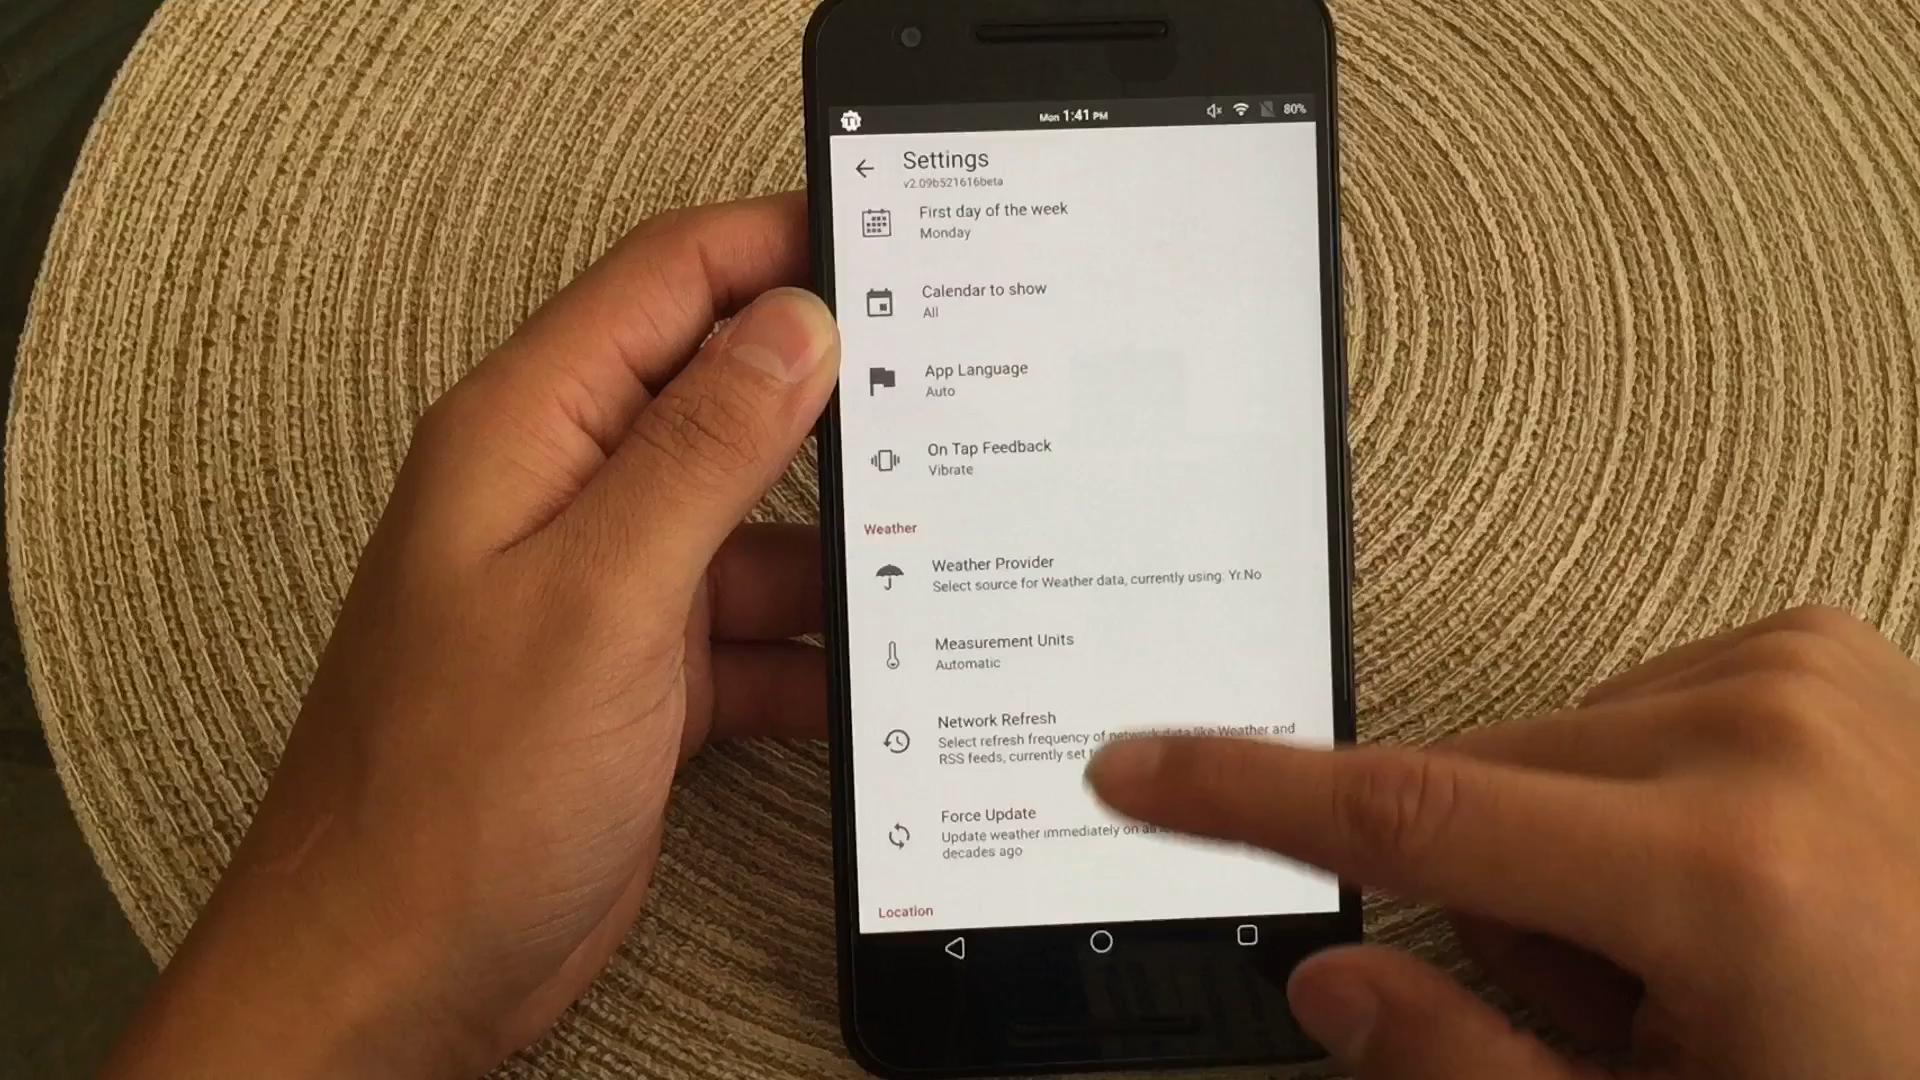 Mon 1:41 PM
80%
Settings
v2.09b521616beta
First day of the week
Monday
Calendar to show
All
App Language
Auto
On Tap Feedback
Vibrate
Weather
Weather Provider
Select source for Weather data, currently using: Yr.No
Measurement Units
Automatic
Network Refresh
Select refresh frequency of network data like Weather and
RSS feeds, currently set
Force Update
Update weather immediately on
decades ago
Location